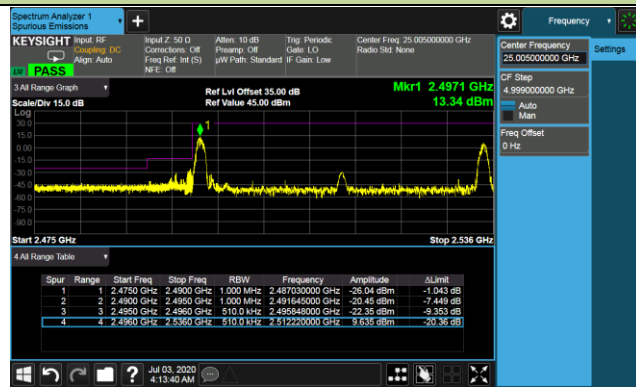 Spectrum Analyzer 1
Spurious Emissions
Frequency
KEYSIGHT
Input: RF
Coupling: DC
Align: Auto
Input Z: 50 Ω
Corrections: Off
Freq Ref: Int (S)
NFE: Off
Atten: 10 dB
Preamp: Off
µW Path: Standard
Trig: Periodic
Gate: LO
IF Gain: Low
Center Freq: 25.005000000 GHz
Radio Std: None
PASS
Center Frequency
25.005000000 GHz
Settings
CF Step
4.999000000 GHz
Auto
Man
Freq Offset
0 Hz
3 All Range Graph
Scale/Div 15.0 dB
Ref Lvl Offset 35.00 dB
Ref Value 45.00 dBm
Mkr1 2.4971 GHz
13.34 dBm
Log
30.0
15.0
0.00
-15.0
-30.0
-45.0
-60.0
-75.0
-90.0
1
Start 2.475 GHz
Stop 2.536 GHz
4 All Range Table
Spur Range Start Freq Stop Freq RBW Frequency Amplitude ΔLimit
1 1 2.4750 GHz 2.4900 GHz 1.000 MHz 2.487030000 GHz -26.04 dBm -1.043 dB
2 2 2.4900 GHz 2.4950 GHz 1.000 MHz 2.491645000 GHz -20.45 dBm -7.449 dB
3 3 2.4950 GHz 2.4960 GHz 510.0 kHz 2.495848000 GHz -22.35 dBm -9.353 dB
4 4 2.4960 GHz 2.5360 GHz 510.0 kHz 2.512220000 GHz 9.635 dBm -20.36 dB
?
Jul 03, 2020
4:13:40 AM